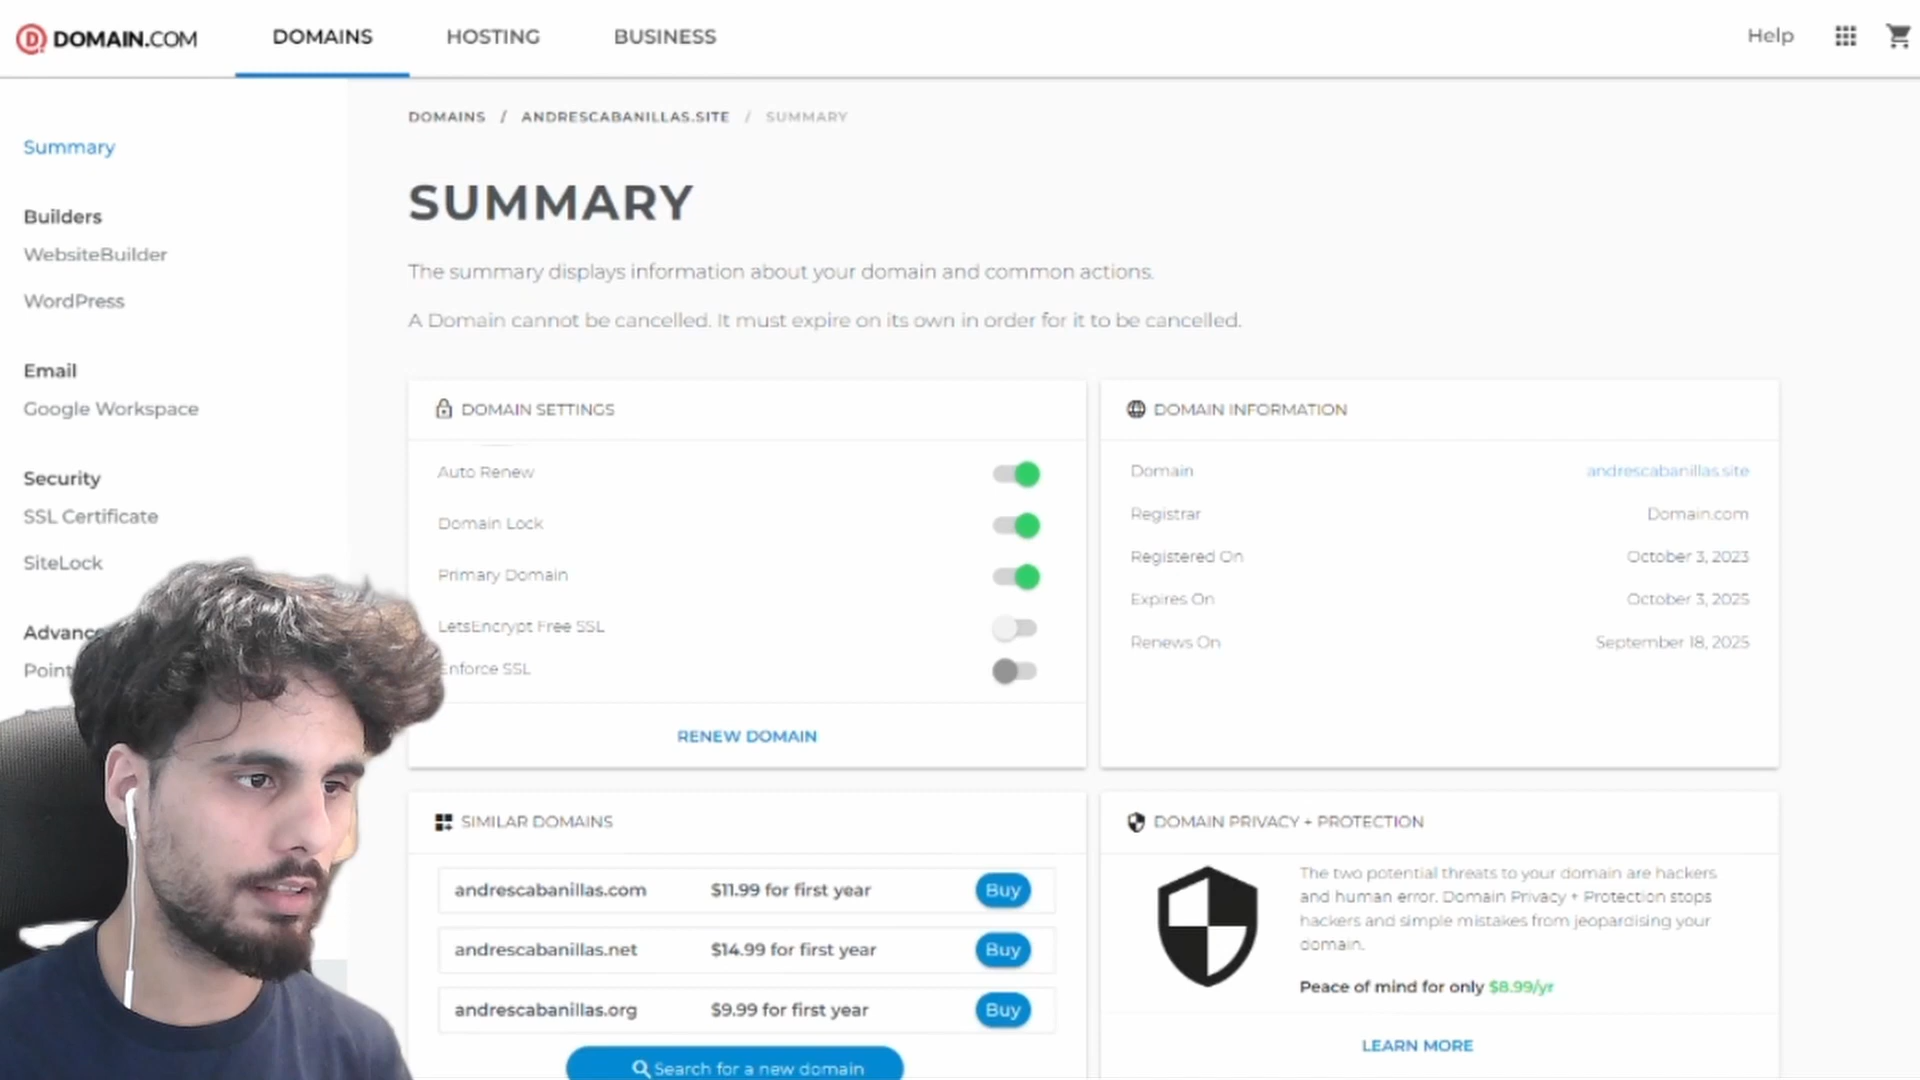 DOMAIN.COM
DOMAINS
HOSTING
BUSINESS
Help
Summary
Builders
WebsiteBuilder
WordPress
Email
Google Workspace
Security
SSL Certificate
SiteLock
DOMAINS / ANDRESCABANILLAS.SITE / SUMMARY
SUMMARY
The summary displays information about your domain and common actions.
A Domain cannot be cancelled. It must expire on its own in order for it to be cancelled.
DOMAIN SETTINGS
Auto Renew
Domain Lock
Primary Domain
LetsEncrypt Free SSL
Enforce SSL
RENEW DOMAIN
DOMAIN INFORMATION
Domain andrescabanillas.site
Registrar Domain.com
Registered On October 3, 2023
Expires On October 3, 2025
Renews On September 18, 2025
SIMILAR DOMAINS
andrescabanillas.com $11.99 for first year Buy
andrescabanillas.net $14.99 for first year Buy
andrescabanillas.org $9.99 for first year Buy
Search for a new domain
DOMAIN PRIVACY + PROTECTION
The two potential threats to your domain are hackers
and human error. Domain Privacy + Protection stops
hackers and simple mistakes from jeopardising your
domain.
Peace of mind for only $8.99/yr
LEARN MORE